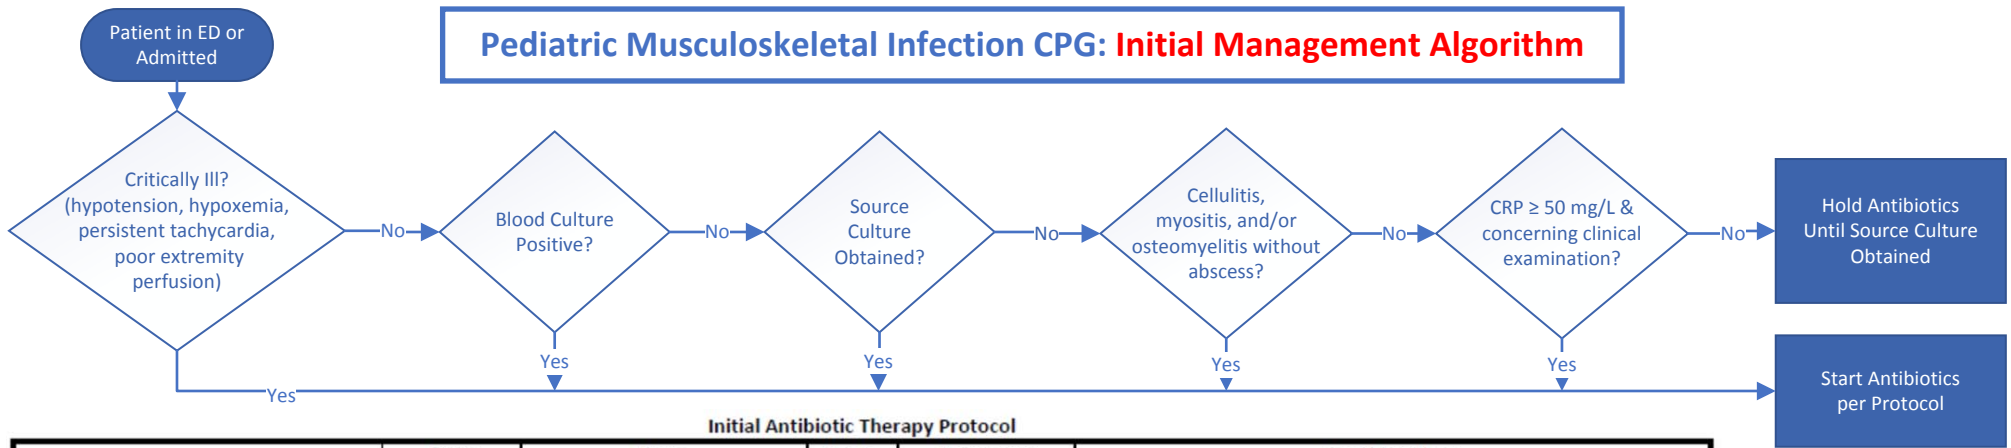 Patient in ED or
Admitted
Pediatric Musculoskeletal Infection CPG: Initial Management Algorithm
Critically Ill?
(hypotension, hypoxemia,
persistent tachycardia,
poor extremity
perfusion)
No
Blood Culture
Positive?
No
Source
Culture
Obtained?
No
Cellulitis,
myositis, and/or
osteomyelitis without
abscess?
No
CRP ≥ 50 mg/L &
concerning clinical
examination?
No
Hold Antibiotics
Until Source Culture
Obtained
Yes
Yes
Yes
Yes
Yes
Start Antibiotics
per Protocol
Initial Antibiotic Therapy Protocol